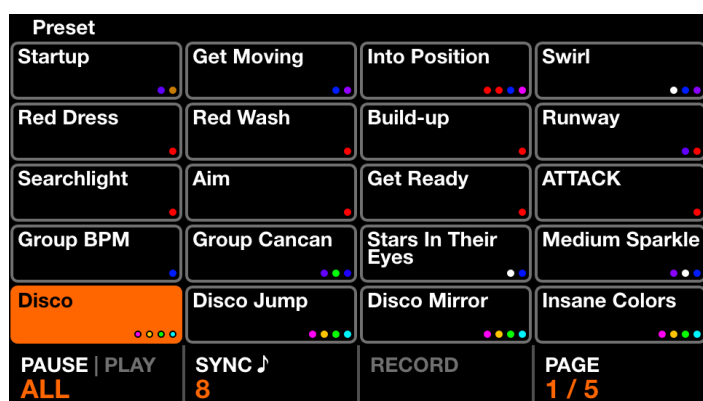 Preset
Startup
Get Moving
Into Position
Swirl
Red Dress
Red Wash
Build-up
Runway
Searchlight
Aim
Get Ready
ATTACK
Group BPM
Group Cancan
Stars In Their
Eyes
Medium Sparkle
Disco
Disco Jump
Disco Mirror
Insane Colors
PAUSE | PLAY
ALL
SYNC ♪
8
RECORD
PAGE
1 / 5